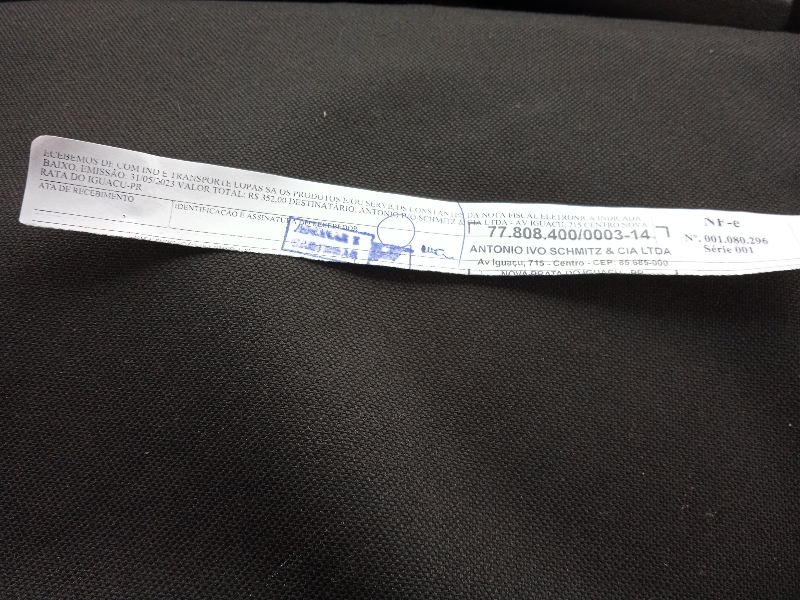 ECEBEMOS DE COM IND E TRANSPORTE LOPAS SA OS PRODUTOS E/OU SERVIÇOS CONSTANTES DA NOTA FISCAL ELETRÔNICA INDICADA
BAIXO. EMISSÃO: 31/05/2023 VALOR TOTAL: R$ 352,00 DESTINATÁRIO: ANTONIO IVO SCHMITZ & CIA LTDA - AV IGUACU, 715 CENTRO NOVA
RATA DO IGUACU-PR
ATA DE RECEBIMENTO
IDENTIFICAÇÃO E ASSINATURA DO RECEBEDOR
77.808.400/0003-14
ANTONIO IVO SCHMITZ & CIA LTDA
Av Iguaçu, 715 - Centro - CEP: 85.685-000
NOVA PRATA DO IGUAÇU - PR
NF-e
Nº. 001.080.296
Série 001